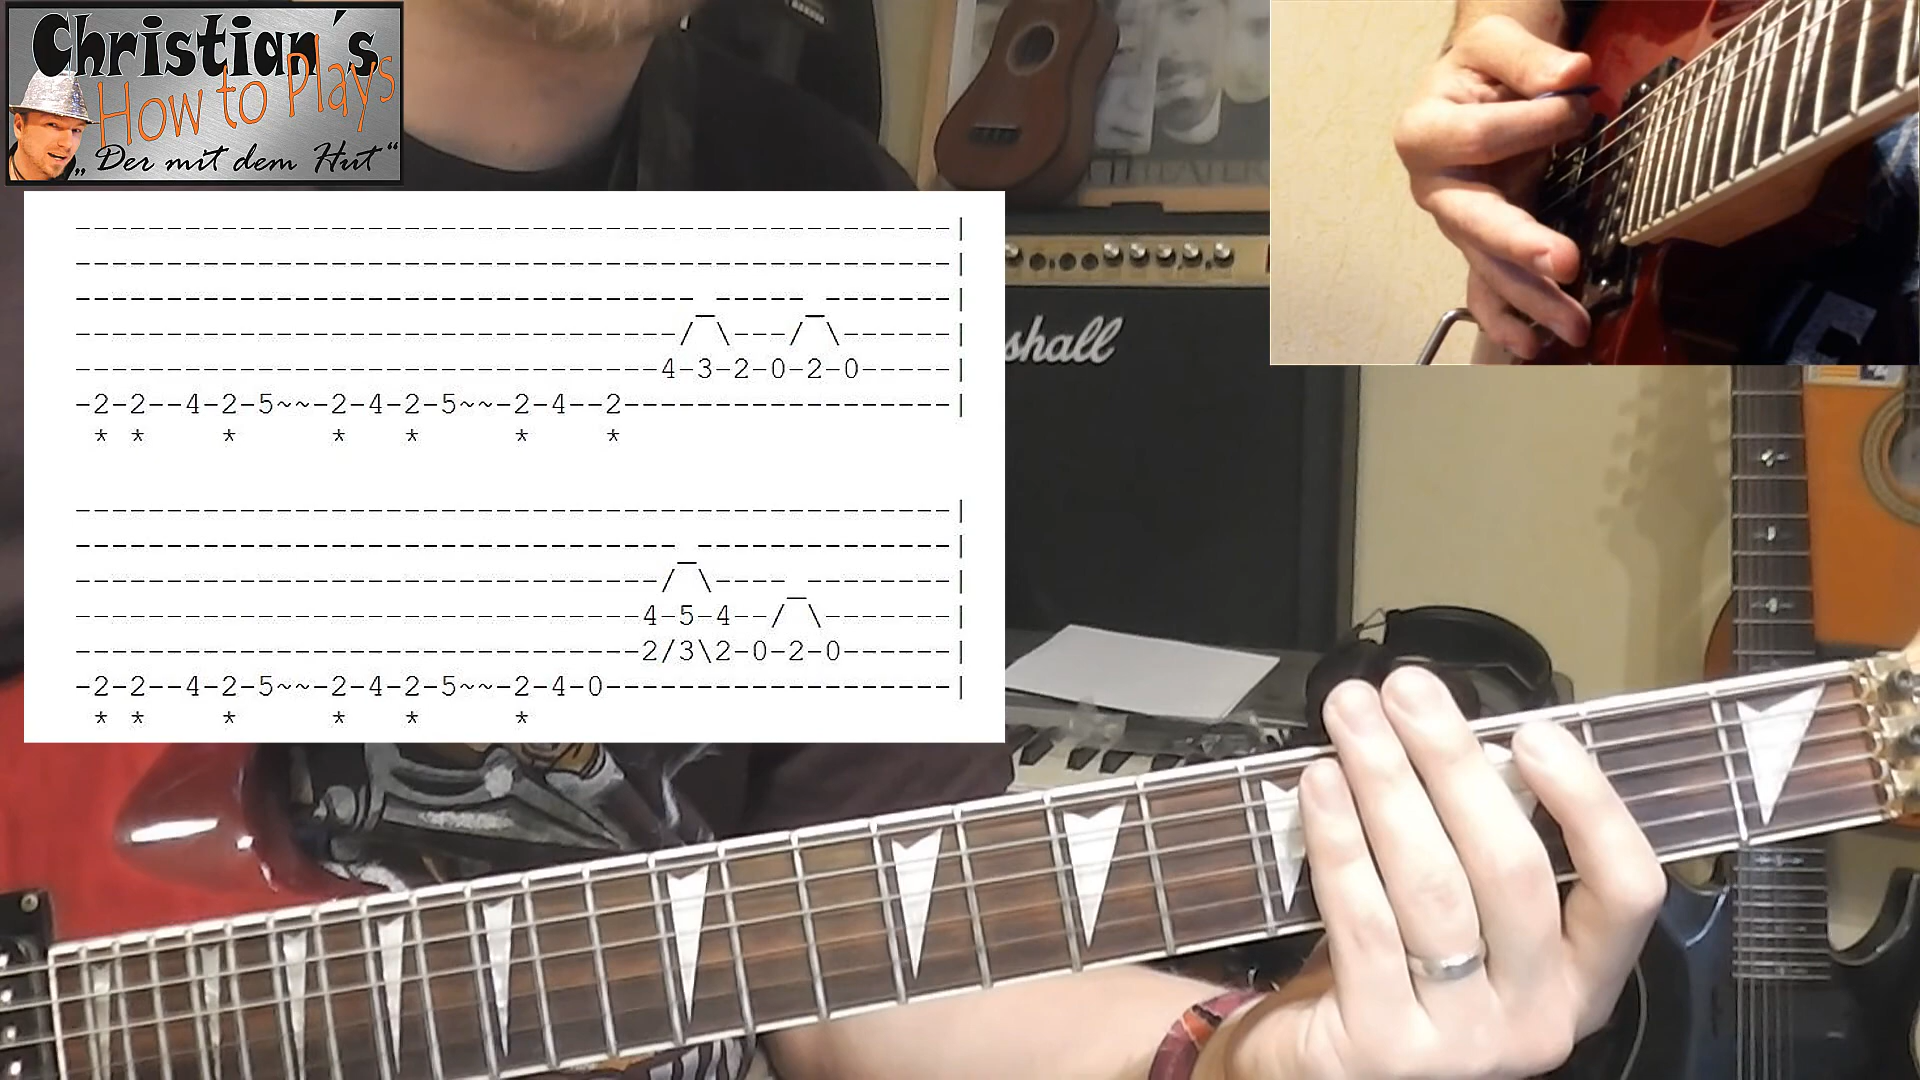 Christian´s
How to Plays
„Der mit dem Hut“
------------------------------------------------|
------------------------------------------------|
----------------------------------_-----_-------|
---------------------------------/ \---/ \------|
--------------------------------4-3-2-0-2-0-----|
-2-2--4-2-5~~-2-4-2-5~~-2-4--2------------------|
* *    *     *   *     *    *
------------------------------------------------|
------------------------------------------------|
--------------------------------/ \----_--------|
-------------------------------4-5-4--/ \-------|
-------------------------------2/3\2-0-2-0------|
-2-2--4-2-5~~-2-4-2-5~~-2-4-0-------------------|
* *    *     *   *     *
shall